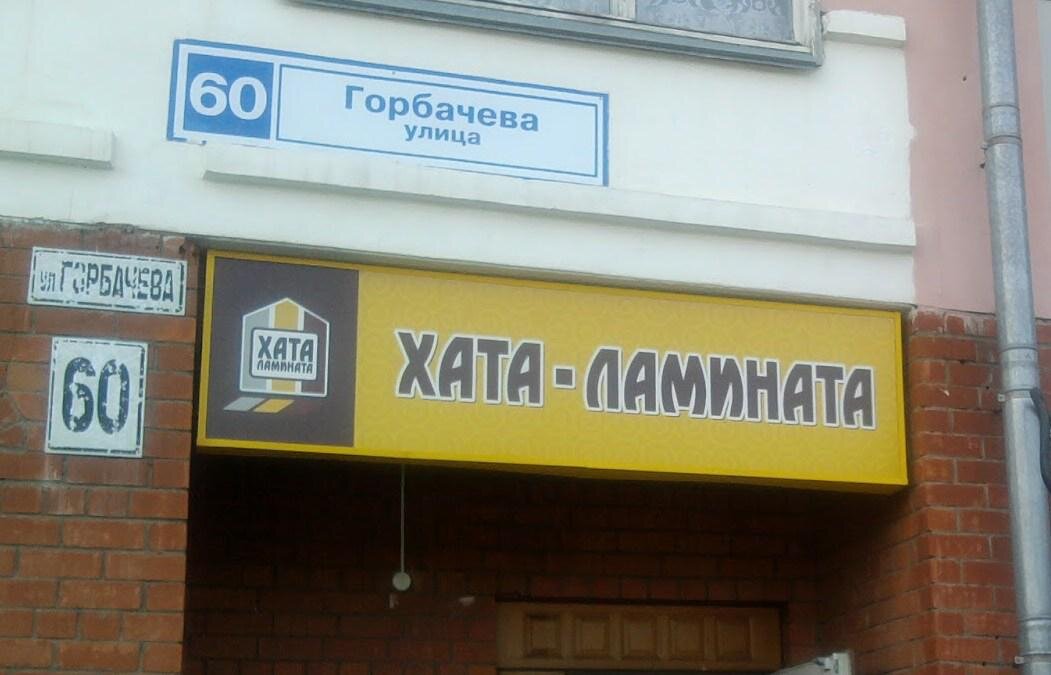 60
Горбачева
улица
ул ГОРБАЧЕВА
60
ХАТА
ЛАМИНАТА
ХАТА-ЛАМИНАТА